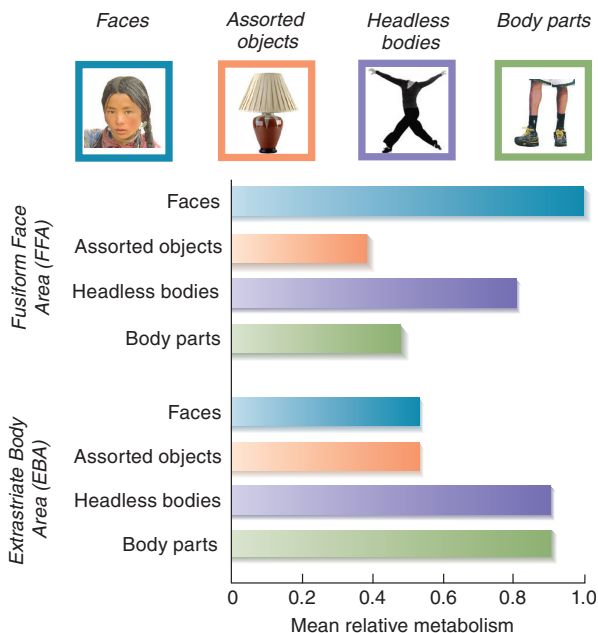 Faces
Assorted
objects
Headless
bodies
Body parts
Fusiform Face
Area (FFA)
Faces
Assorted objects
Headless bodies
Body parts
Extrastriate Body
Area (EBA)
Faces
Assorted objects
Headless bodies
Body parts
0 0.2 0.4 0.6 0.8 1.0
Mean relative metabolism